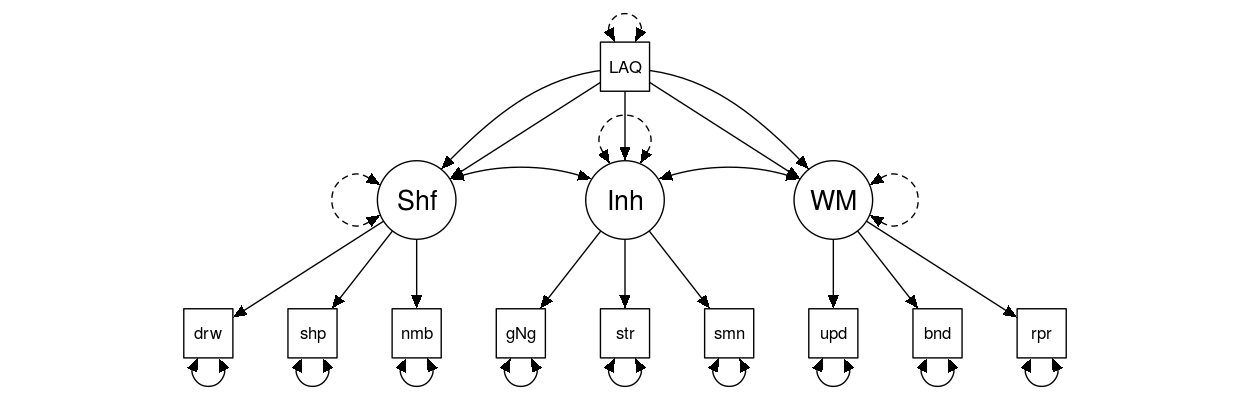 LAQ
Shf
Inh
WM
drw
shp
nmb
gNg
str
smn
upd
bnd
rpr